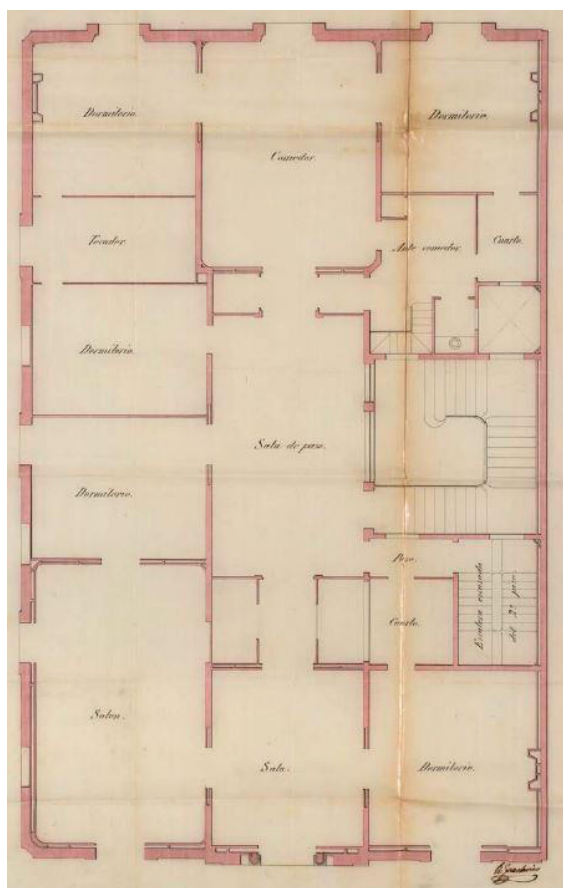 Dormitorio.
Comedor.
Dormitorio.
Tocador.
Ante comedor.
Cuarto.
Dormitorio.
Sala de paso.
Dormitorio.
Paso.
Escalera
del 2º piso.
Cuarto.
Salon.
Sala.
Dormitorio.